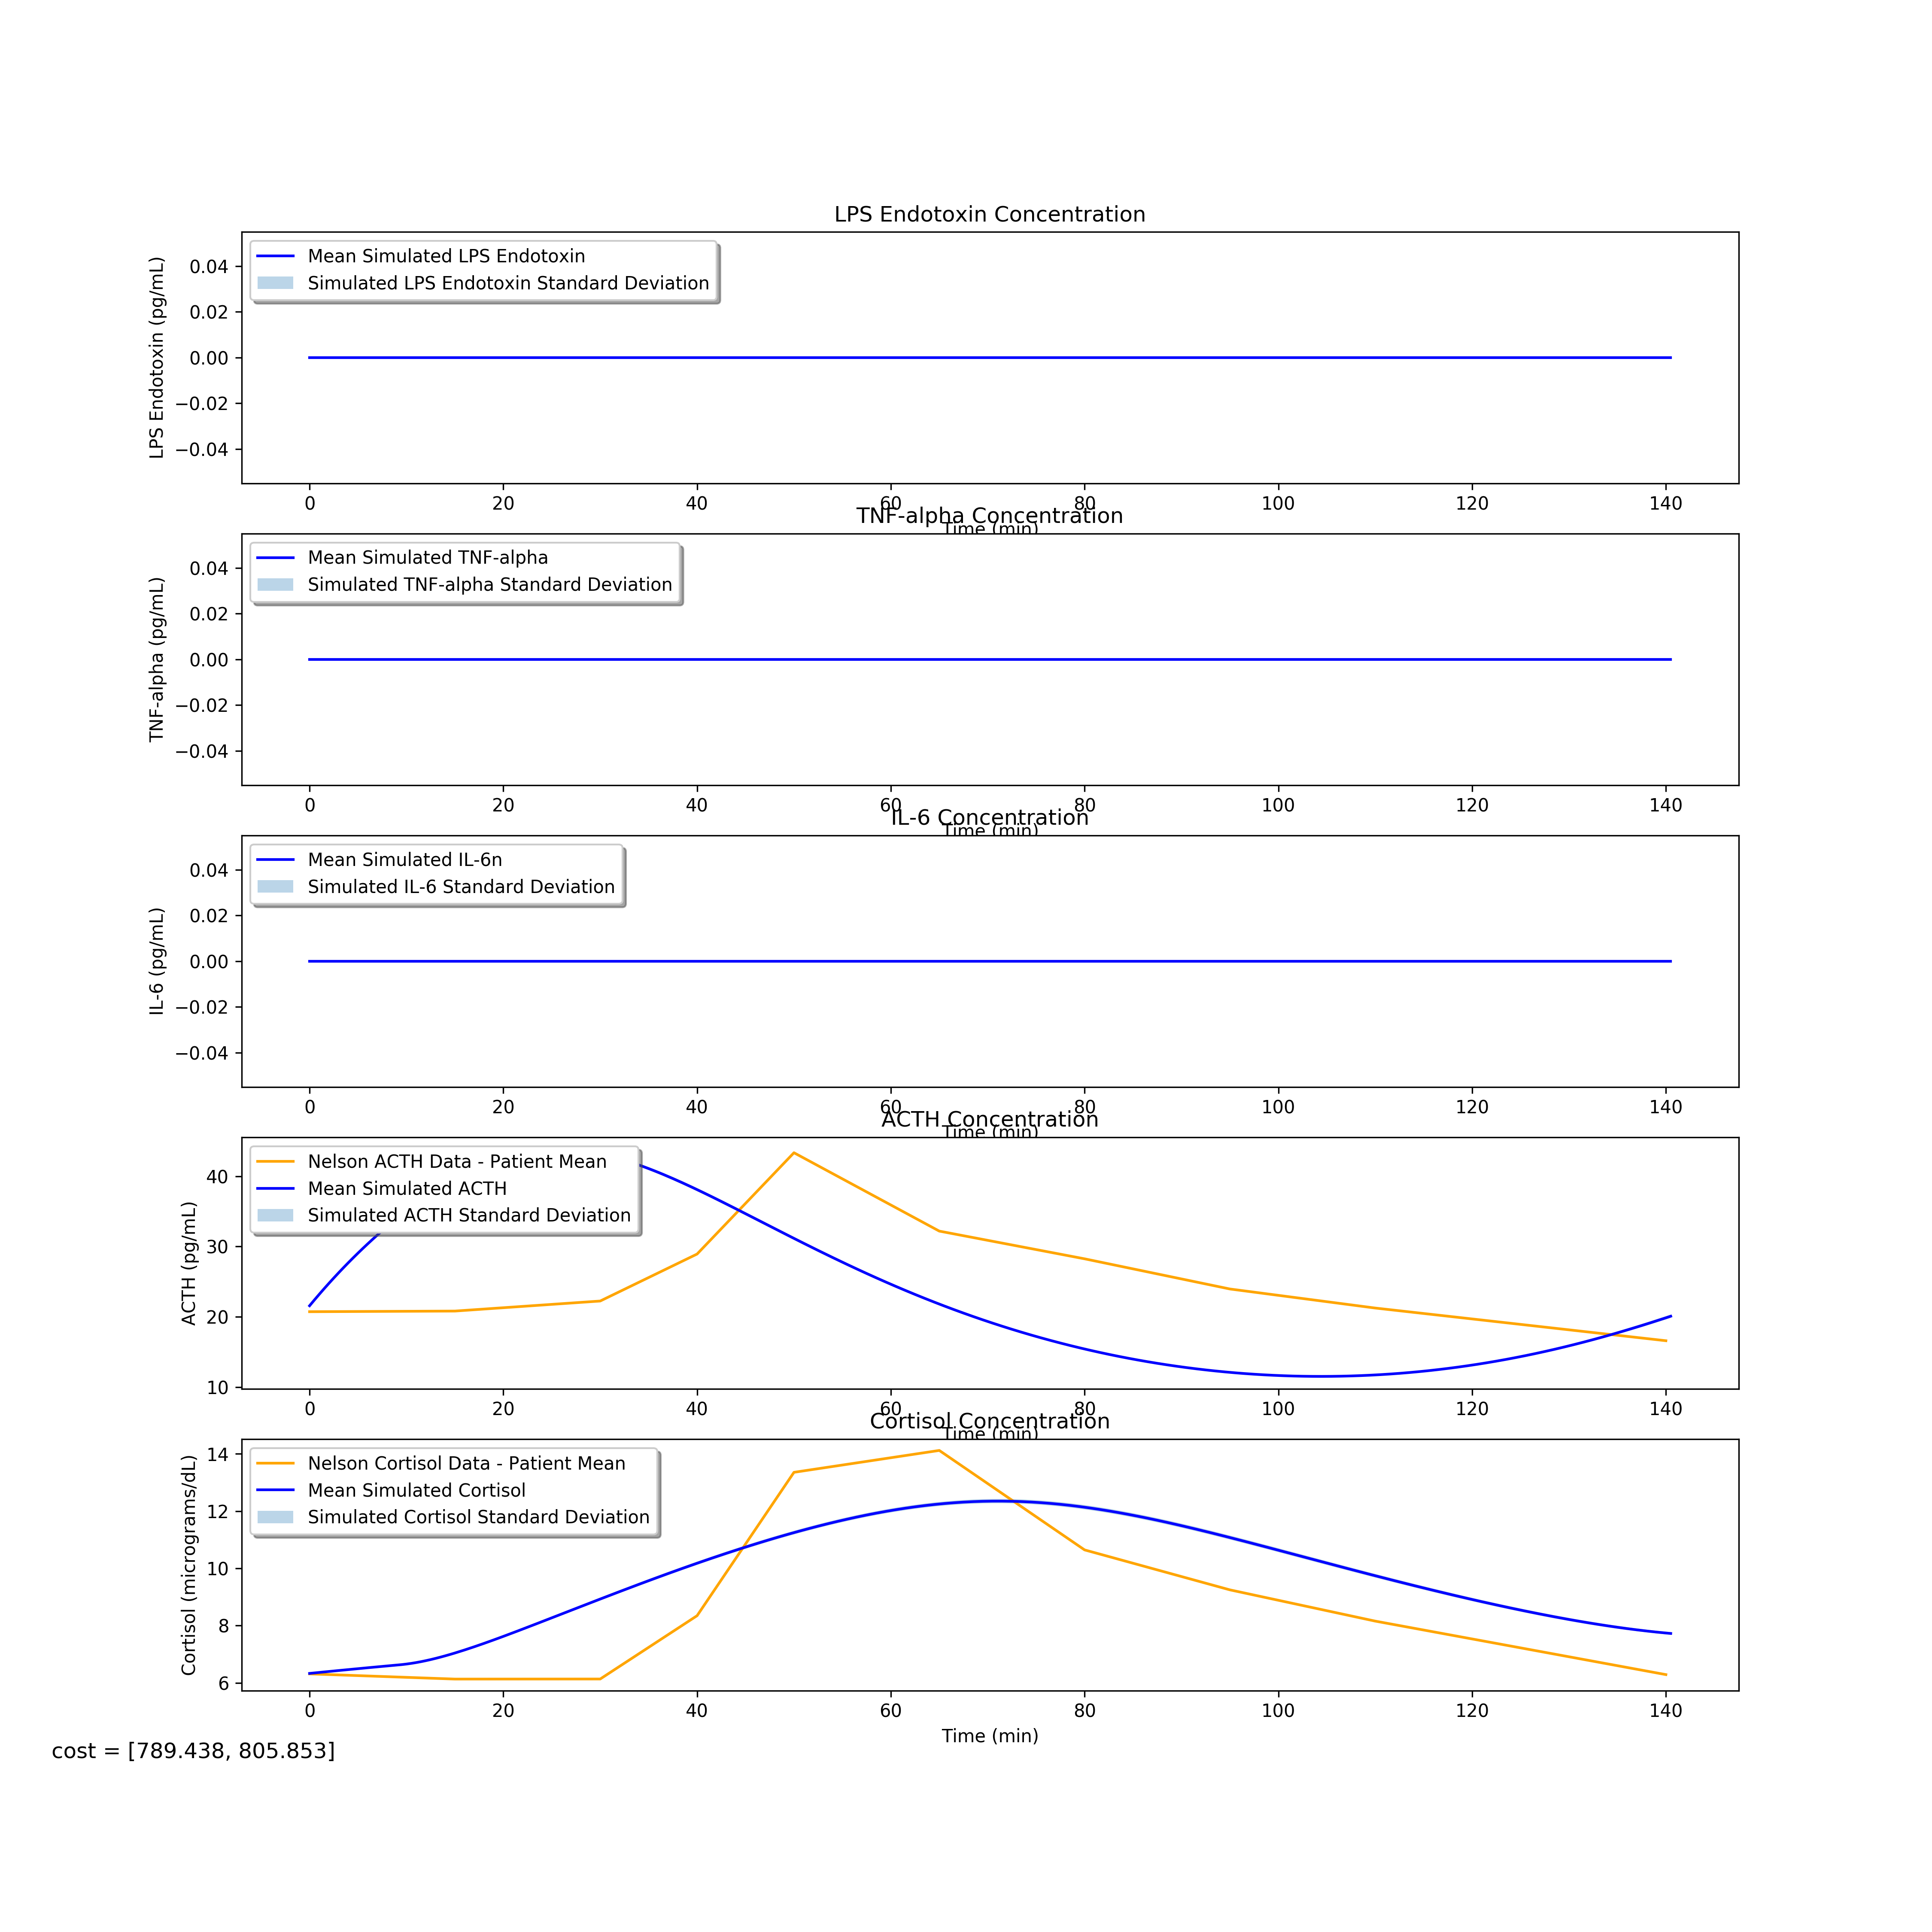 LPS Endotoxin Concentration
Mean Simulated LPS Endotoxin
Simulated LPS Endotoxin Standard Deviation
LPS Endotoxin (pg/mL)
0.04
0.02
0.00
−0.02
−0.04
0 20 40 60 80 100 120 140
Time (min)
TNF-alpha Concentration
Mean Simulated TNF-alpha
Simulated TNF-alpha Standard Deviation
TNF-alpha (pg/mL)
0.04
0.02
0.00
−0.02
−0.04
0 20 40 60 80 100 120 140
Time (min)
IL-6 Concentration
Mean Simulated IL-6n
Simulated IL-6 Standard Deviation
IL-6 (pg/mL)
0.04
0.02
0.00
−0.02
−0.04
0 20 40 60 80 100 120 140
Time (min)
ACTH Concentration
Nelson ACTH Data - Patient Mean
Mean Simulated ACTH
Simulated ACTH Standard Deviation
ACTH (pg/mL)
40
30
20
10
0 20 40 60 80 100 120 140
Time (min)
Cortisol Concentration
Nelson Cortisol Data - Patient Mean
Mean Simulated Cortisol
Simulated Cortisol Standard Deviation
Cortisol (micrograms/dL)
14
12
10
8
6
0 20 40 60 80 100 120 140
Time (min)
cost = [789.438, 805.853]